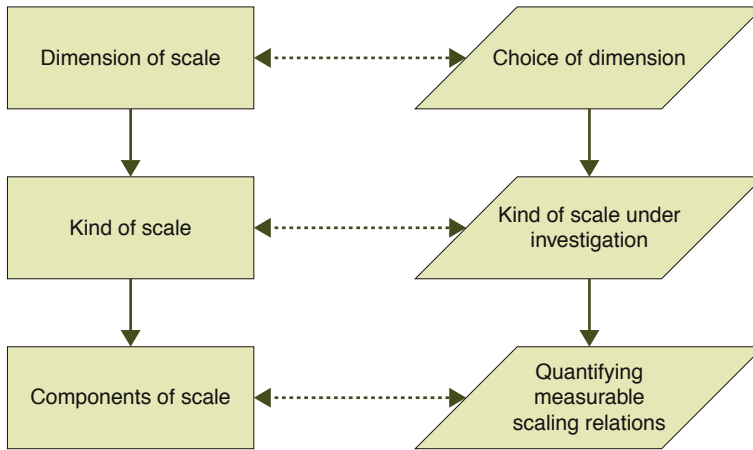 Dimension of scale
Choice of dimension
Kind of scale
Kind of scale under
investigation
Components of scale
Quantifying
measurable
scaling relations